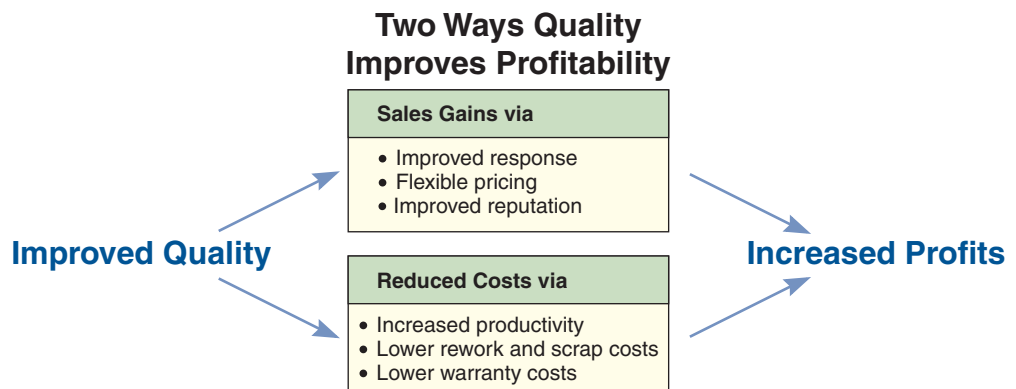 Two Ways Quality
Improves Profitability
Sales Gains via
• Improved response
• Flexible pricing
• Improved reputation
Improved Quality
Increased Profits
Reduced Costs via
• Increased productivity
• Lower rework and scrap costs
• Lower warranty costs